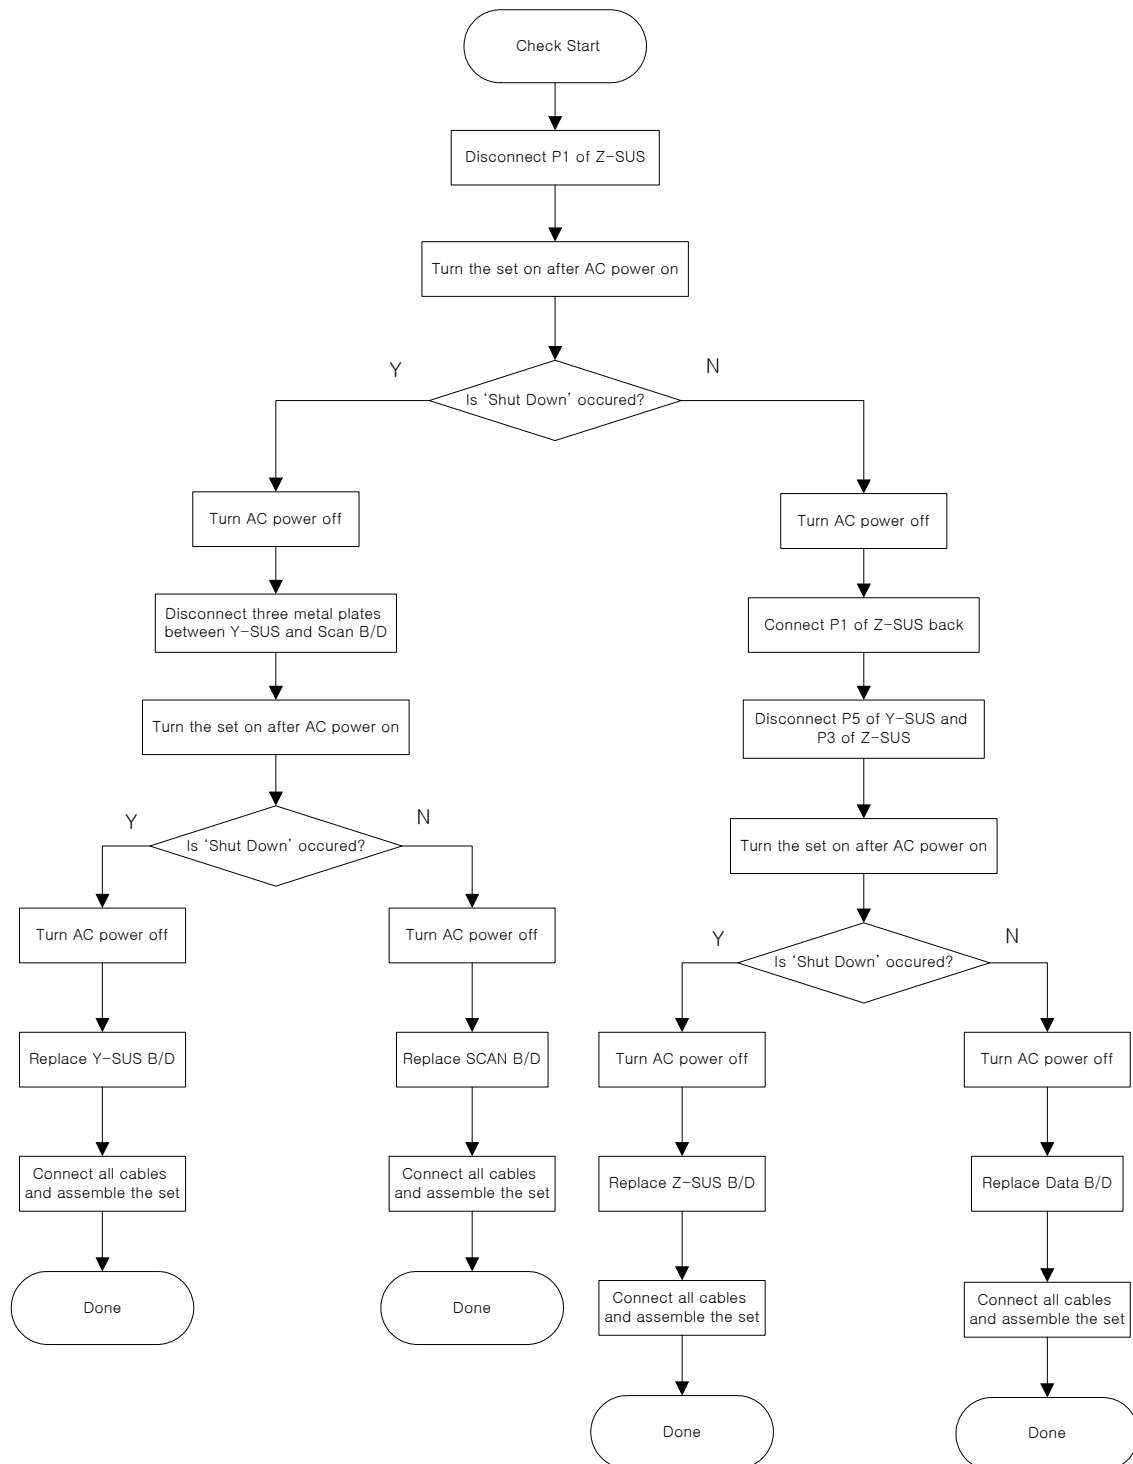 Check Start
Disconnect P1 of Z-SUS
Turn the set on after AC power on
Y
N
Is ‘Shut Down’ occured?
Turn AC power off
Disconnect three metal plates
between Y-SUS and Scan B/D
Turn the set on after AC power on
Y
N
Is ‘Shut Down’ occured?
Turn AC power off
Replace Y-SUS B/D
Connect all cables
and assemble the set
Done
Turn AC power off
Replace SCAN B/D
Connect all cables
and assemble the set
Done
Turn AC power off
Connect P1 of Z-SUS back
Disconnect P5 of Y-SUS and
P3 of Z-SUS
Turn the set on after AC power on
Y
N
Is ‘Shut Down’ occured?
Turn AC power off
Replace Z-SUS B/D
Connect all cables
and assemble the set
Done
Turn AC power off
Replace Data B/D
Connect all cables
and assemble the set
Done